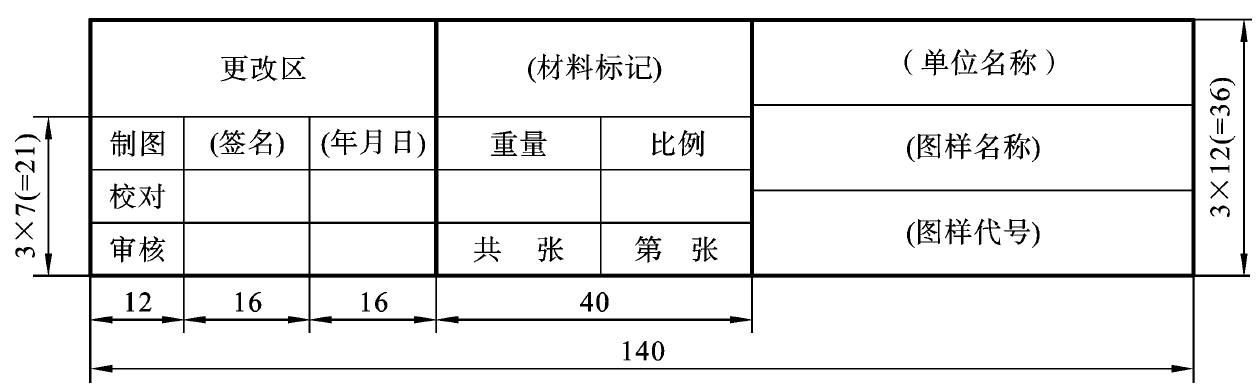 更改区
(材料标记)
(单位名称)
制图 (签名) (年月日) 重量 比例
(图样名称)
校对
审核 共 张 第 张
(图样代号)
3×7(=21)
3×12(=36)
12 16 16 40
140